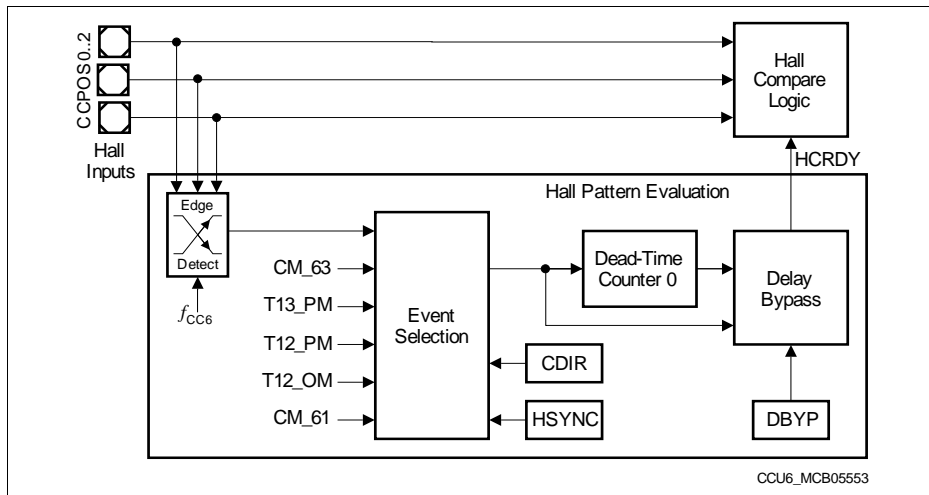 CCPOS0..2
Hall
Inputs
Hall
Compare
Logic
HCRDY
Hall Pattern Evaluation
Edge
Detect
fCC6
CM_63
T13_PM
T12_PM
T12_OM
CM_61
Event
Selection
Dead-Time
Counter 0
Delay
Bypass
CDIR
HSYNC
DBYP
CCU6_MCB05553